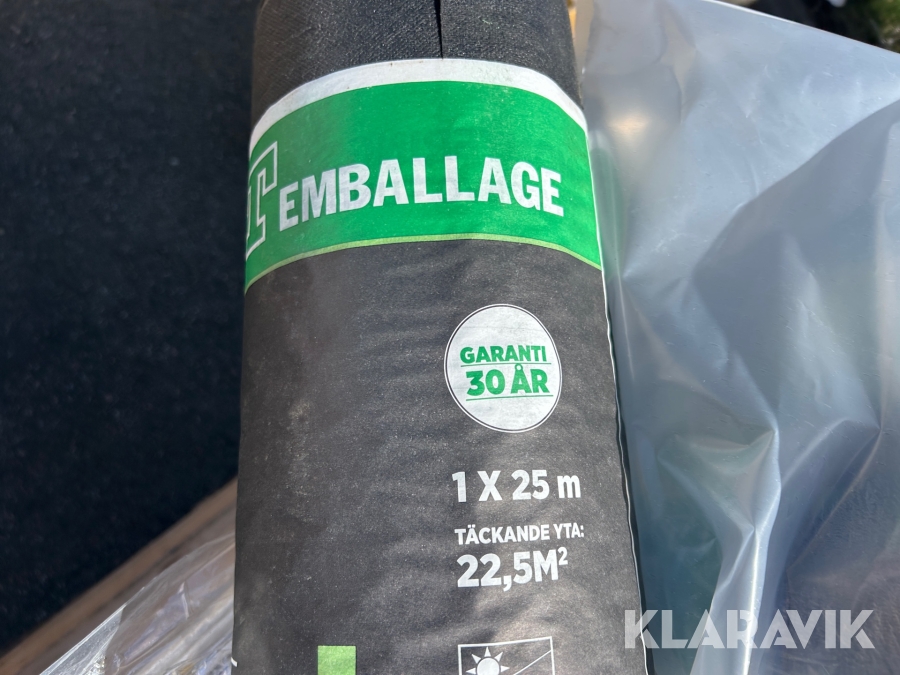 T EMBALLAGE
GARANTI
30 ÅR
1 X 25 m
TÄCKANDE YTA:
22,5M²
KLARAVIK